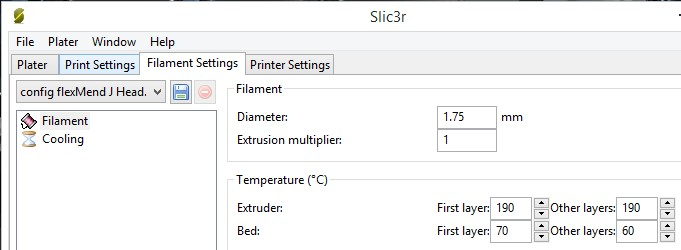 Slic3r
File Plater Window Help
Plater Print Settings Filament Settings Printer Settings
config flexMend J Head.
Filament
Cooling
Filament
Diameter: 1.75 mm
Extrusion multiplier: 1
Temperature (°C)
Extruder: First layer: 190 Other layers: 190
Bed: First layer: 70 Other layers: 60